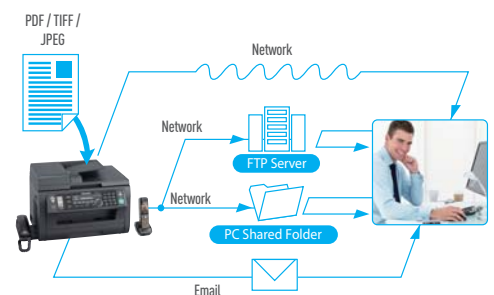 PDF / TIFF /
JPEG
Network
Network
FTP Server
Network
PC Shared Folder
Email